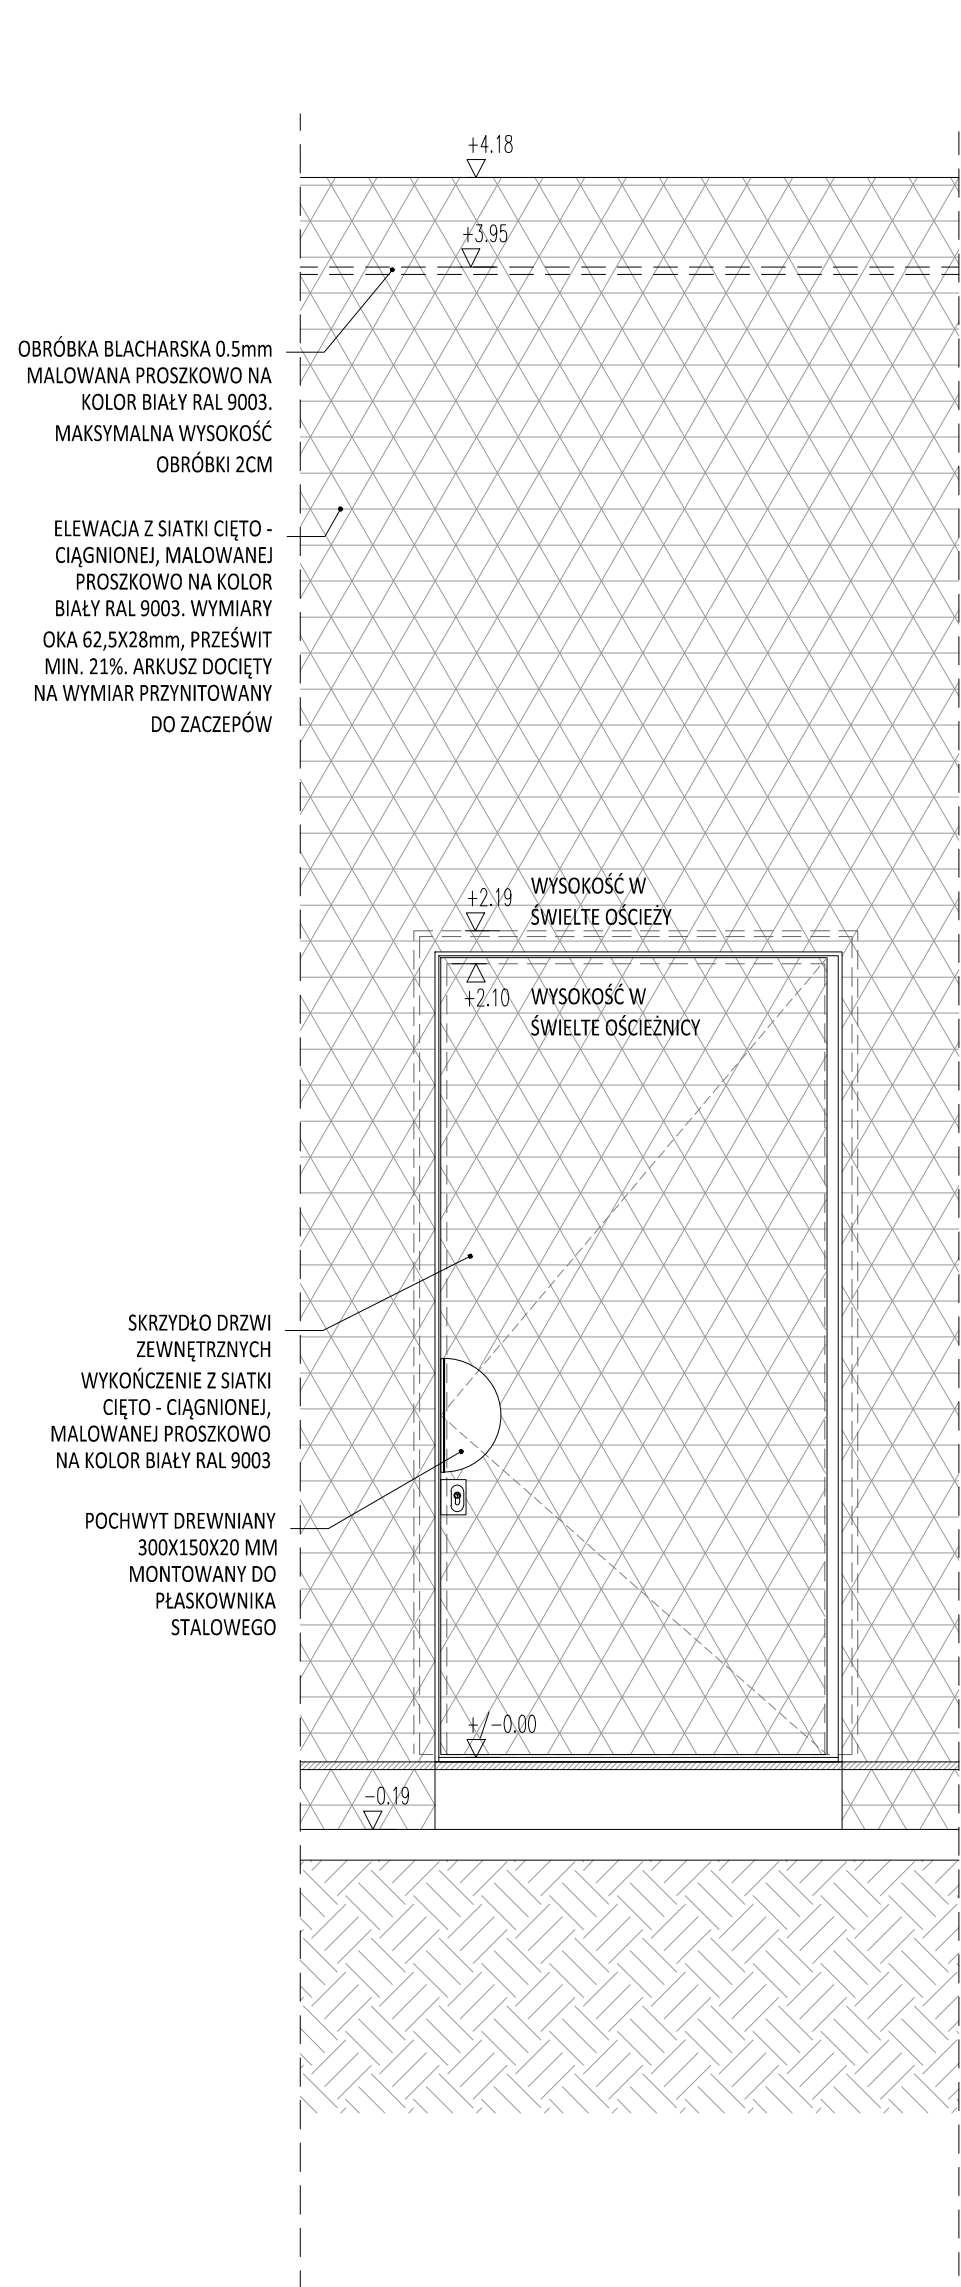 +4.18
+3.95
OBRÓBKA BLACHARSKA 0.5mm
MALOWANA PROSZKOWO NA
KOLOR BIAŁY RAL 9003.
MAKSYMALNA WYSOKOŚĆ
OBRÓBKI 2CM
ELEWACJA Z SIATKI CIĘTO -
CIĄGNIONEJ, MALOWANEJ
PROSZKOWO NA KOLOR
BIAŁY RAL 9003. WYMIARY
OKA 62,5X28mm, PRZEŚWIT
MIN. 21%. ARKUSZ DOCIĘTY
NA WYMIAR PRZYNITOWANY
DO ZACZEPÓW
+2.19
WYSOKOŚĆ W
ŚWIELTE OŚCIEŻY
+2.10
WYSOKOŚĆ W
ŚWIELTE OŚCIEŻNICY
SKRZYDŁO DRZWI
ZEWNĘTRZNYCH
WYKOŃCZENIE Z SIATKI
CIĘTO - CIĄGNIONEJ,
MALOWANEJ PROSZKOWO
NA KOLOR BIAŁY RAL 9003
POCHWYT DREWNIANY
300X150X20 MM
MONTOWANY DO
PŁASKOWNIKA
STALOWEGO
+/-0.00
-0.19